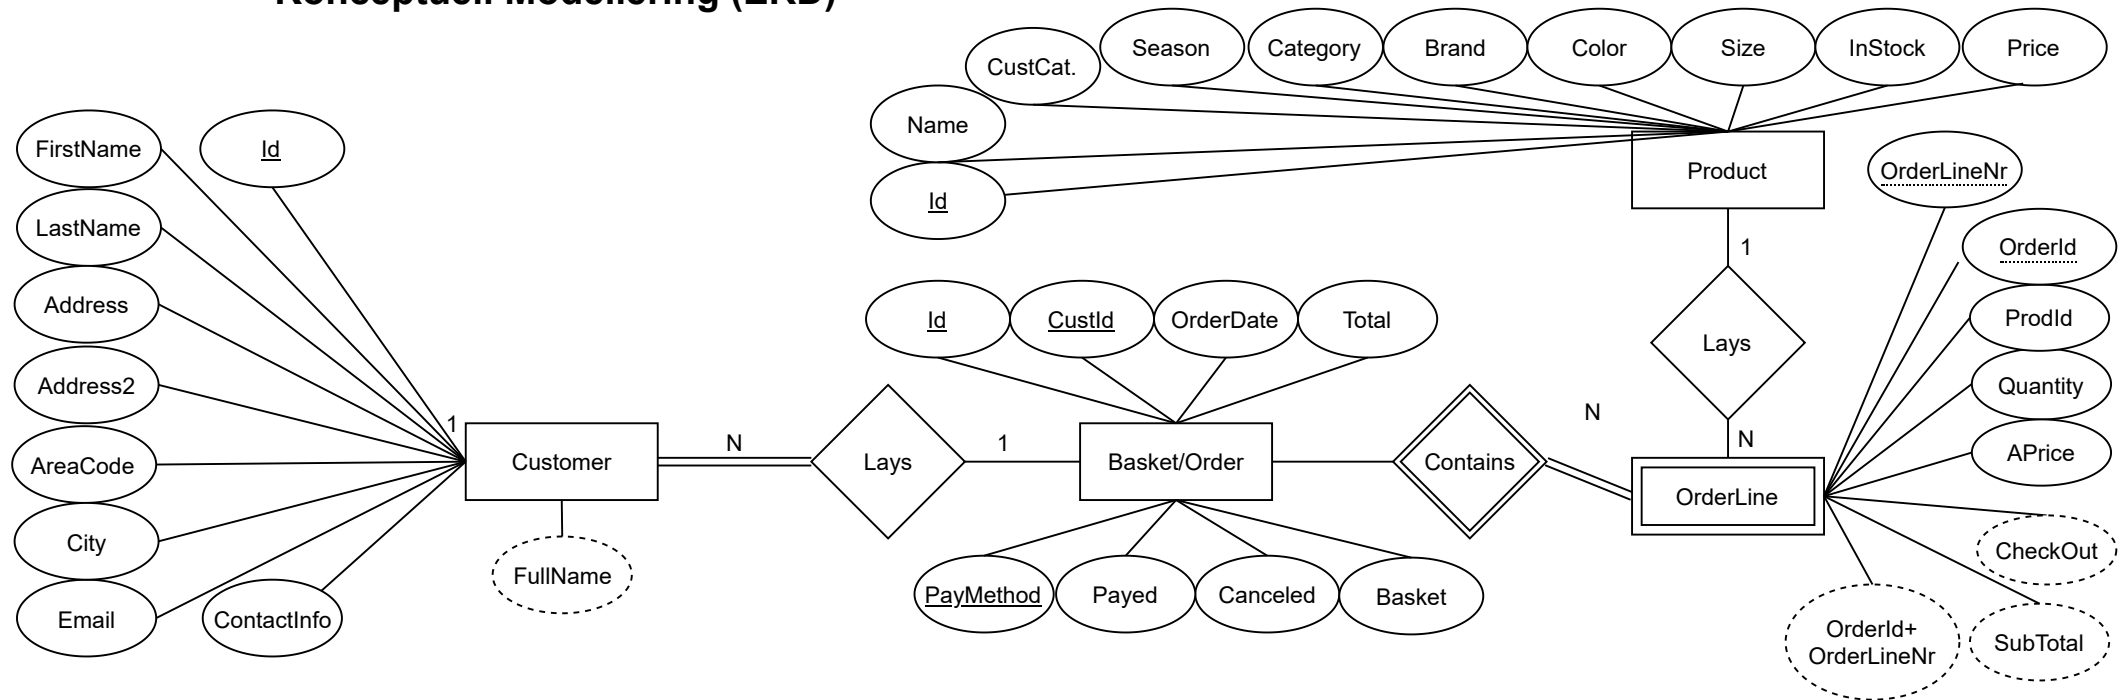 Konseptuell Modellering (ERD)
CustCat.
Season
Category
Brand
Color
Size
InStock
Price
Name
Id
Product
FirstName
Id
LastName
Address
Address2
AreaCode
City
Email
ContactInfo
1
Customer
FullName
N
Lays
1
Id
CustId
OrderDate
Total
Basket/Order
PayMethod
Payed
Canceled
Basket
Contains
N
1
Lays
N
OrderLine
OrderLineNr
OrderId
ProdId
Quantity
APrice
CheckOut
SubTotal
OrderId+
OrderLineNr